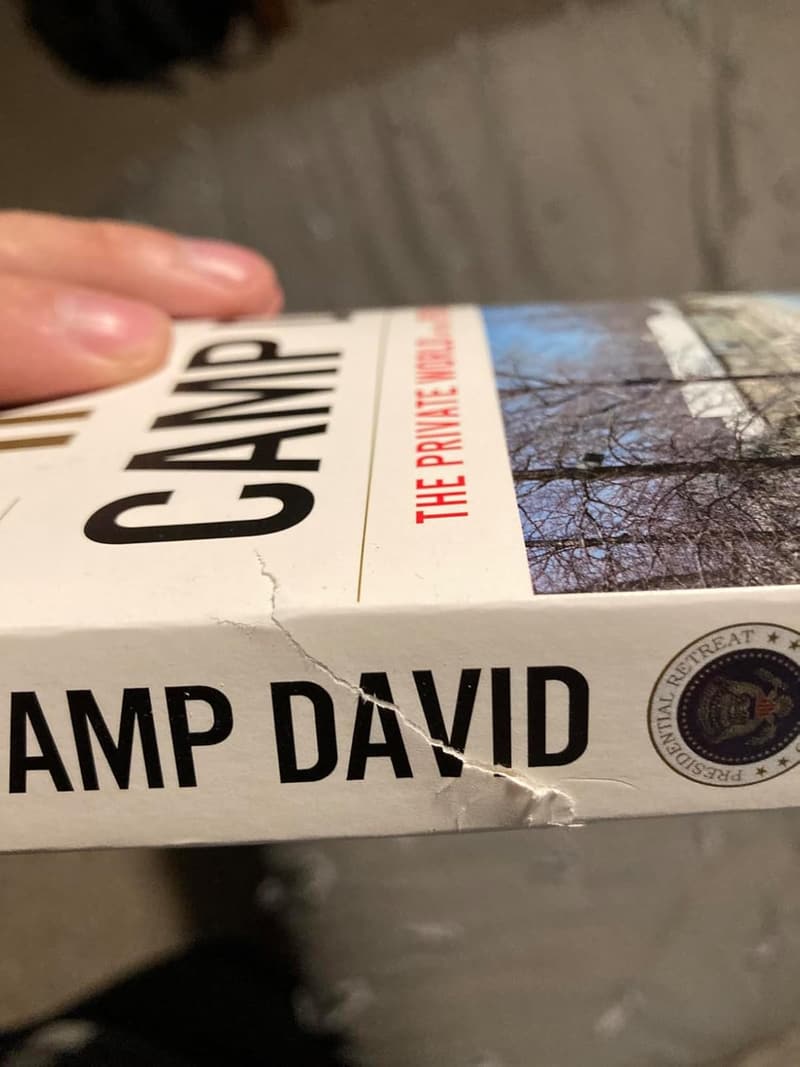 CAMP
THE PRIVATE WORLD
AMP DAVID
PRESIDENTIAL RETREAT